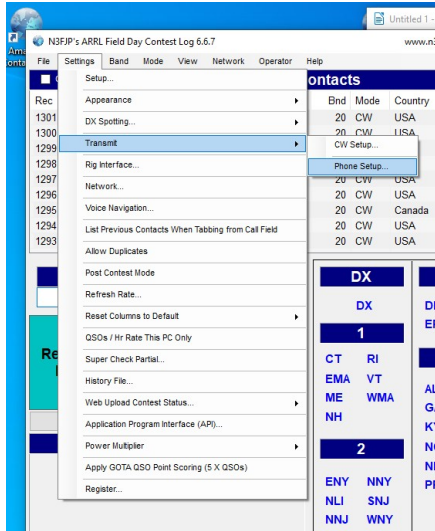 Untitled 1 -
N3FJP's ARRL Field Day Contest Log 6.6.7
www.n3
File Settings Band Mode View Network Operator Help
Setup...
Appearance
DX Spotting...
Transmit
Rig Interface...
Network...
Voice Navigation...
List Previous Contacts When Tabbing from Call Field
Allow Duplicates
Post Contest Mode
Refresh Rate...
Reset Columns to Default
QSOs / Hr Rate This PC Only
Super Check Partial...
History File...
Web Upload Contest Status...
Application Program Interface (API)...
Power Multiplier
Apply GOTA QSO Point Scoring (5 X QSOs)
Register...
CW Setup...
Phone Setup...
ontacts
Rec Bnd Mode Country
1301 20 CW USA
1300 20 CW USA
1299
1298
1297 20 CW USA
1296 20 CW USA
1295 20 CW Canada
1294 20 CW USA
1293 20 CW USA
Re
DX
DX
1
CT RI
EMA VT
ME WMA
NH
2
ENY NNY
NLI SNJ
NNJ WNY